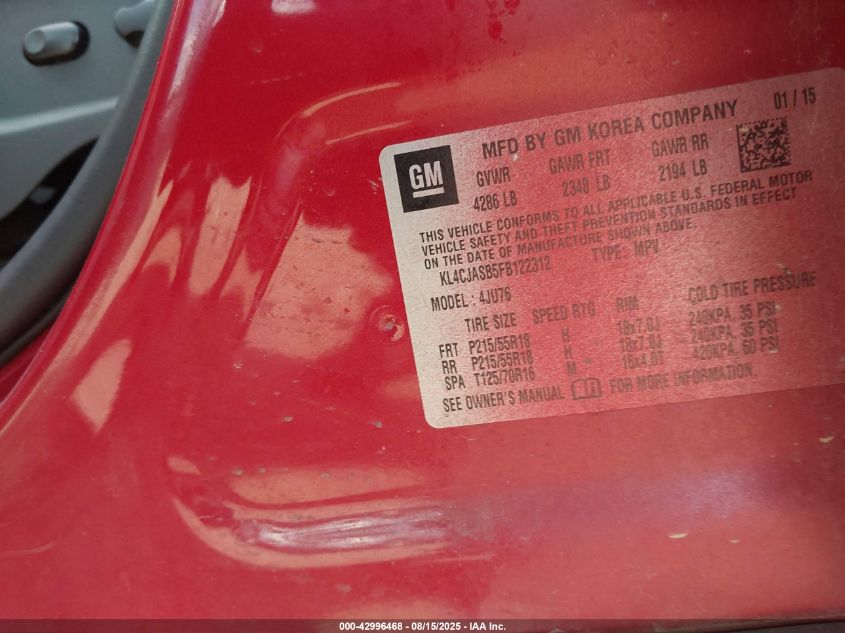 GM
MFD BY GM KOREA COMPANY 01 / 15
GVWR GAWR FRT GAWR RR
4286 LB 2348 LB 2194 LB
THIS VEHICLE CONFORMS TO ALL APPLICABLE U.S. FEDERAL MOTOR
VEHICLE SAFETY AND THEFT PREVENTION STANDARDS IN EFFECT
ON THE DATE OF MANUFACTURE SHOWN ABOVE.
KL4CJASB5FB122312 TYPE : MPV
MODEL : 4JU76
TIRE SIZE SPEED RTG RIM COLD TIRE PRESSURE
FRT P215/55R18 H - 18x7.0J 240KPA, 35 PSI
RR P215/55R18 H - 18x7.0J 240KPA, 35 PSI
SPA T125/70R16 M - 16x4.0T 420KPA, 60 PSI
SEE OWNER'S MANUAL FOR MORE INFORMATION.
000-42996468 - 08/15/2025 - IAA Inc.